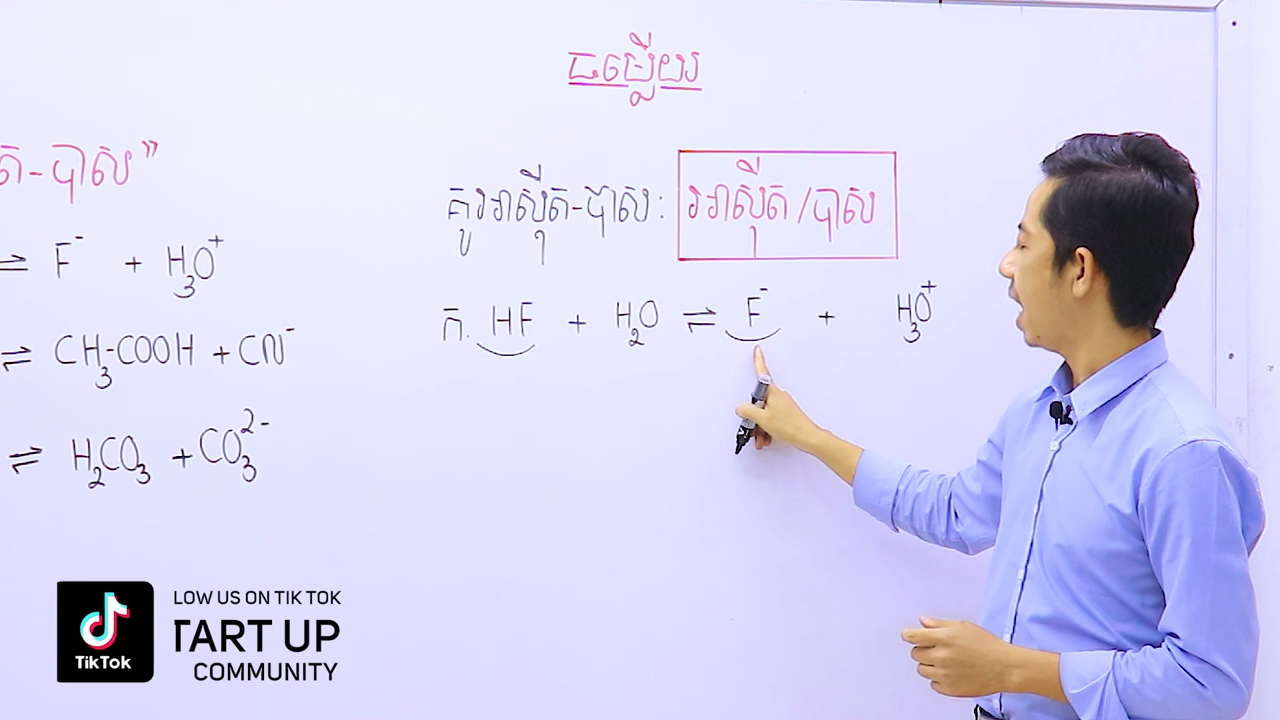 ចម្លើយ
ត-បាស"
⇌ F⁻ + H₃O⁺
⇌ CH₃-COOH + CN⁻
⇌ H₂CO₃ + CO₃²⁻
គូអាស៊ីត-បាស: អាស៊ីត/បាស
ក. HF + H₂O ⇌ F⁻ + H₃O⁺
LOW US ON TIK TOK
TART UP
COMMUNITY
TikTok